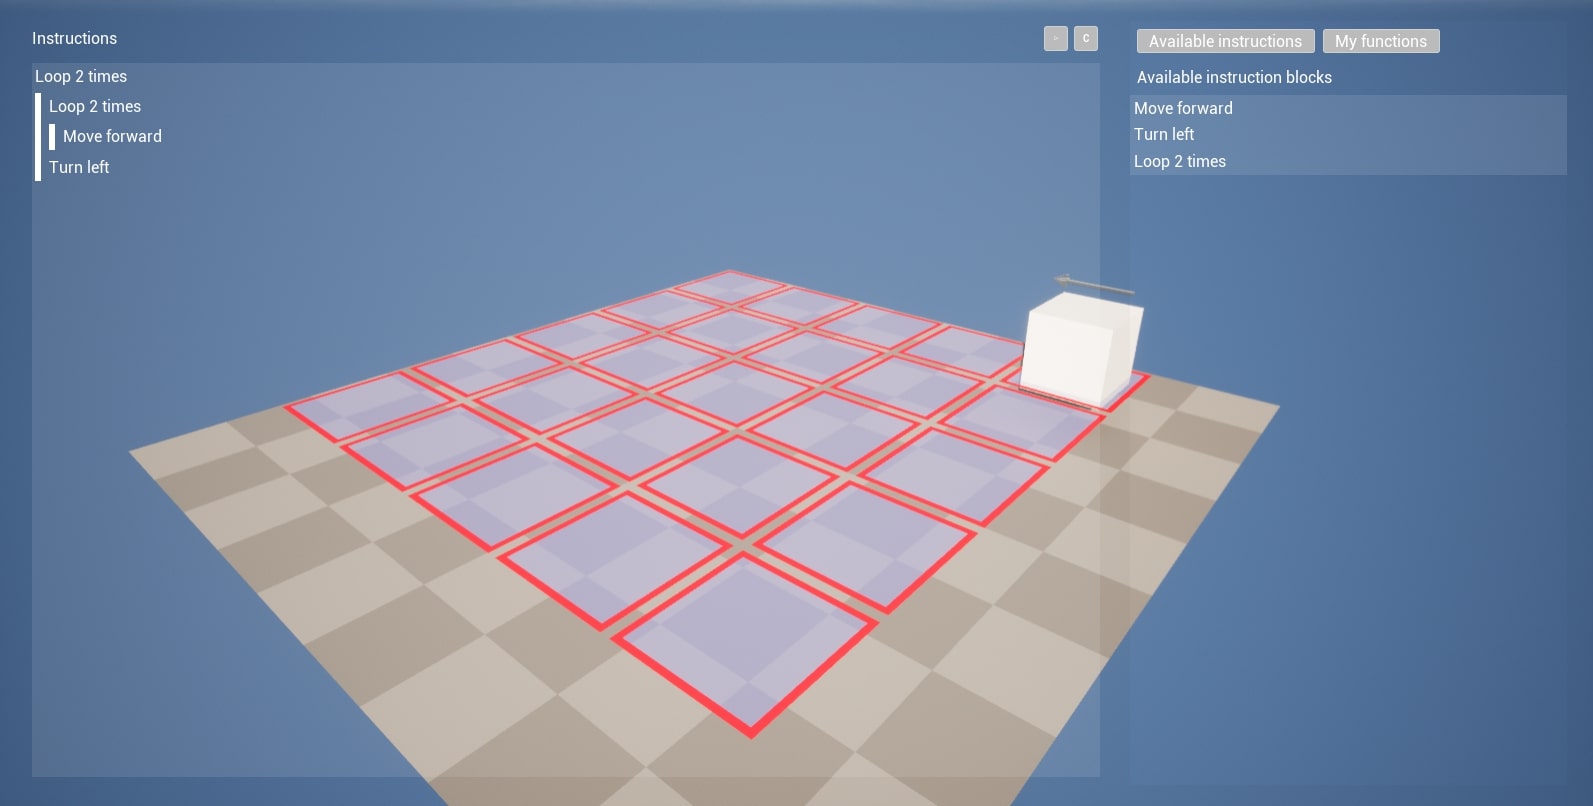 Instructions
>
C
Loop 2 times
Loop 2 times
Move forward
Turn left
Available instructions
My functions
Available instruction blocks
Move forward
Turn left
Loop 2 times